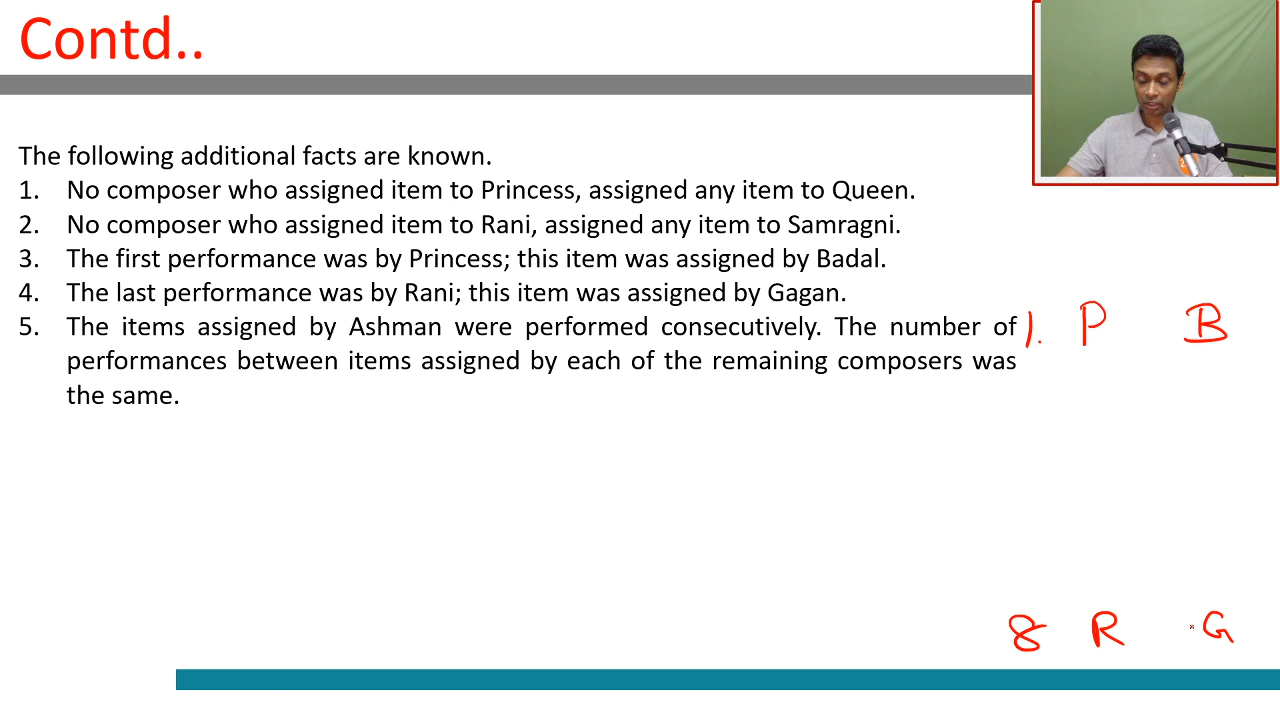 Contd..
The following additional facts are known.
1. No composer who assigned item to Princess, assigned any item to Queen.
2. No composer who assigned item to Rani, assigned any item to Samragni.
3. The first performance was by Princess; this item was assigned by Badal.
4. The last performance was by Rani; this item was assigned by Gagan.
5. The items assigned by Ashman were performed consecutively. The number of
performances between items assigned by each of the remaining composers was
the same.
1. P B
8 R G